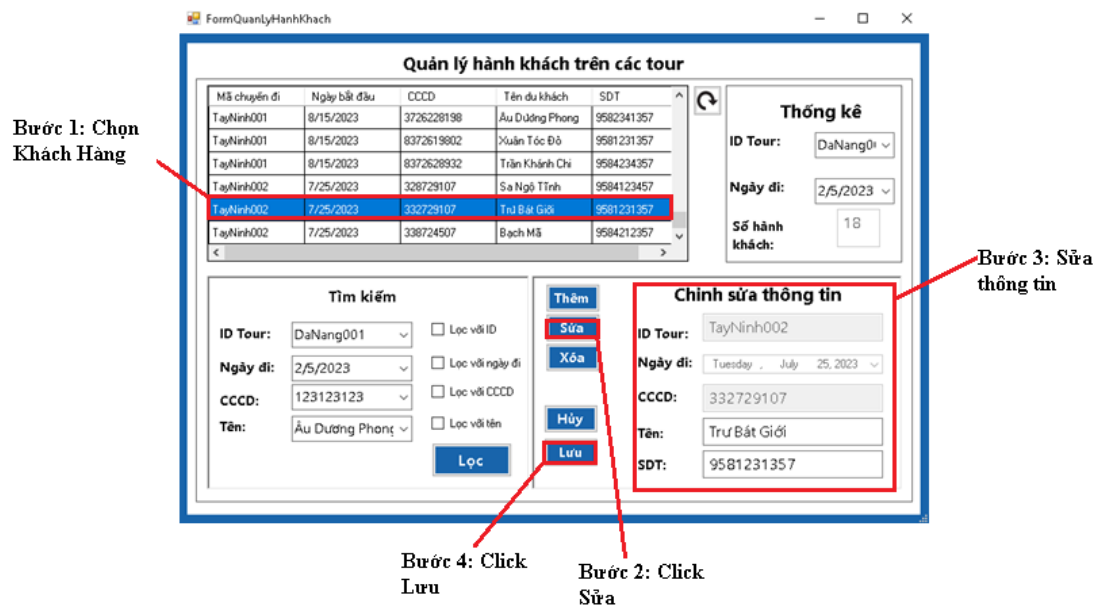 FormQuanLyHanhKhach
Quản lý hành khách trên các tour
Mã chuyến đi Ngày bắt đầu CCCD Tên du khách SDT
TayNinh001 8/15/2023 3726228198 Âu Dương Phong 9582341357
TayNinh001 8/15/2023 8372619802 Xuân Tóc Đỏ 9581231357
TayNinh001 8/15/2023 8372628932 Trần Khánh Chi 9584234357
TayNinh002 7/25/2023 328729107 Sa Ngộ Tĩnh 9584123457
TayNinh002 7/25/2023 332729107 Trư Bát Giới 9581231357
TayNinh002 7/25/2023 338724507 Bạch Mã 9584212357
Thống kê
ID Tour: DaNang0
Ngày đi: 2/5/2023
Số hành
khách:
18
Bước 1: Chọn
Khách Hàng
Tìm kiếm
ID Tour: DaNang001 Lọc với ID
Ngày đi: 2/5/2023 Lọc với ngày đi
CCCD: 123123123 Lọc với CCCD
Tên: Âu Dương Phong Lọc với tên
Lọc
Thêm
Sửa
Xóa
Hủy
Lưu
Chỉnh sửa thông tin
ID Tour: TayNinh002
Ngày đi: Tuesday , July 25, 2023
CCCD: 332729107
Tên: Trư Bát Giới
SDT: 9581231357
Bước 3: Sửa
thông tin
Bước 4: Click
Lưu
Bước 2: Click
Sửa